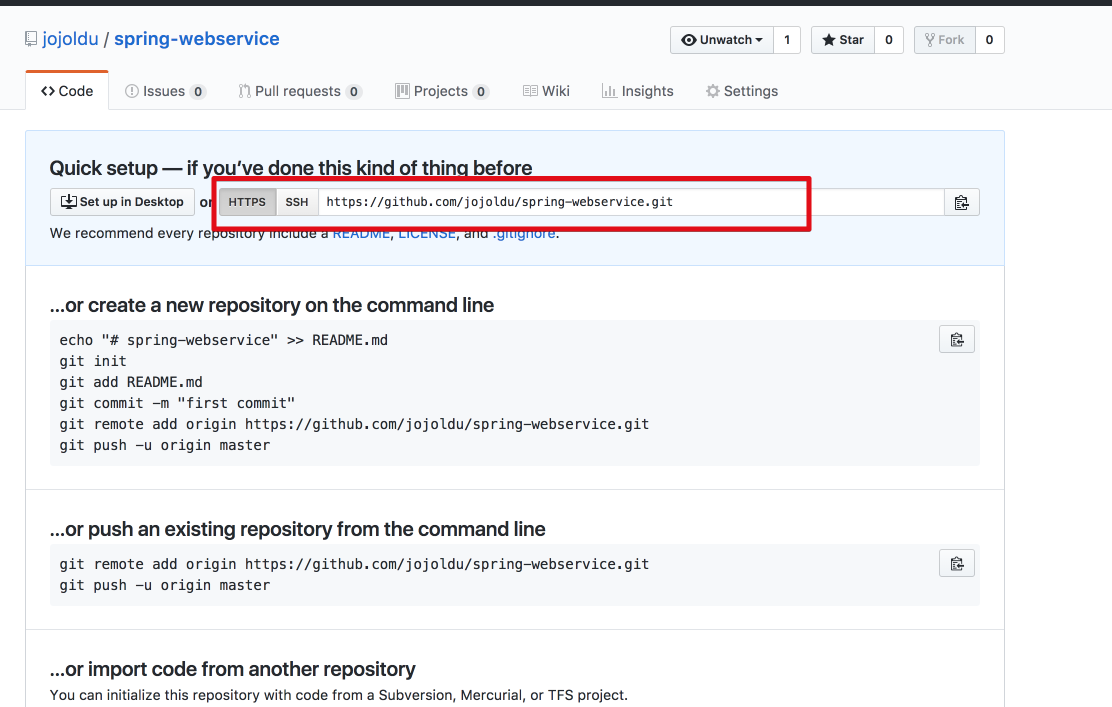 jojoldu / spring-webservice
Unwatch 1 Star 0 Fork 0
Code Issues 0 Pull requests 0 Projects 0 Wiki Insights Settings
Quick setup — if you've done this kind of thing before
Set up in Desktop or HTTPS SSH https://github.com/jojoldu/spring-webservice.git
We recommend every repository include a README, LICENSE, and .gitignore.
...or create a new repository on the command line
echo "# spring-webservice" >> README.md
git init
git add README.md
git commit -m "first commit"
git remote add origin https://github.com/jojoldu/spring-webservice.git
git push -u origin master
...or push an existing repository from the command line
git remote add origin https://github.com/jojoldu/spring-webservice.git
git push -u origin master
...or import code from another repository
You can initialize this repository with code from a Subversion, Mercurial, or TFS project.